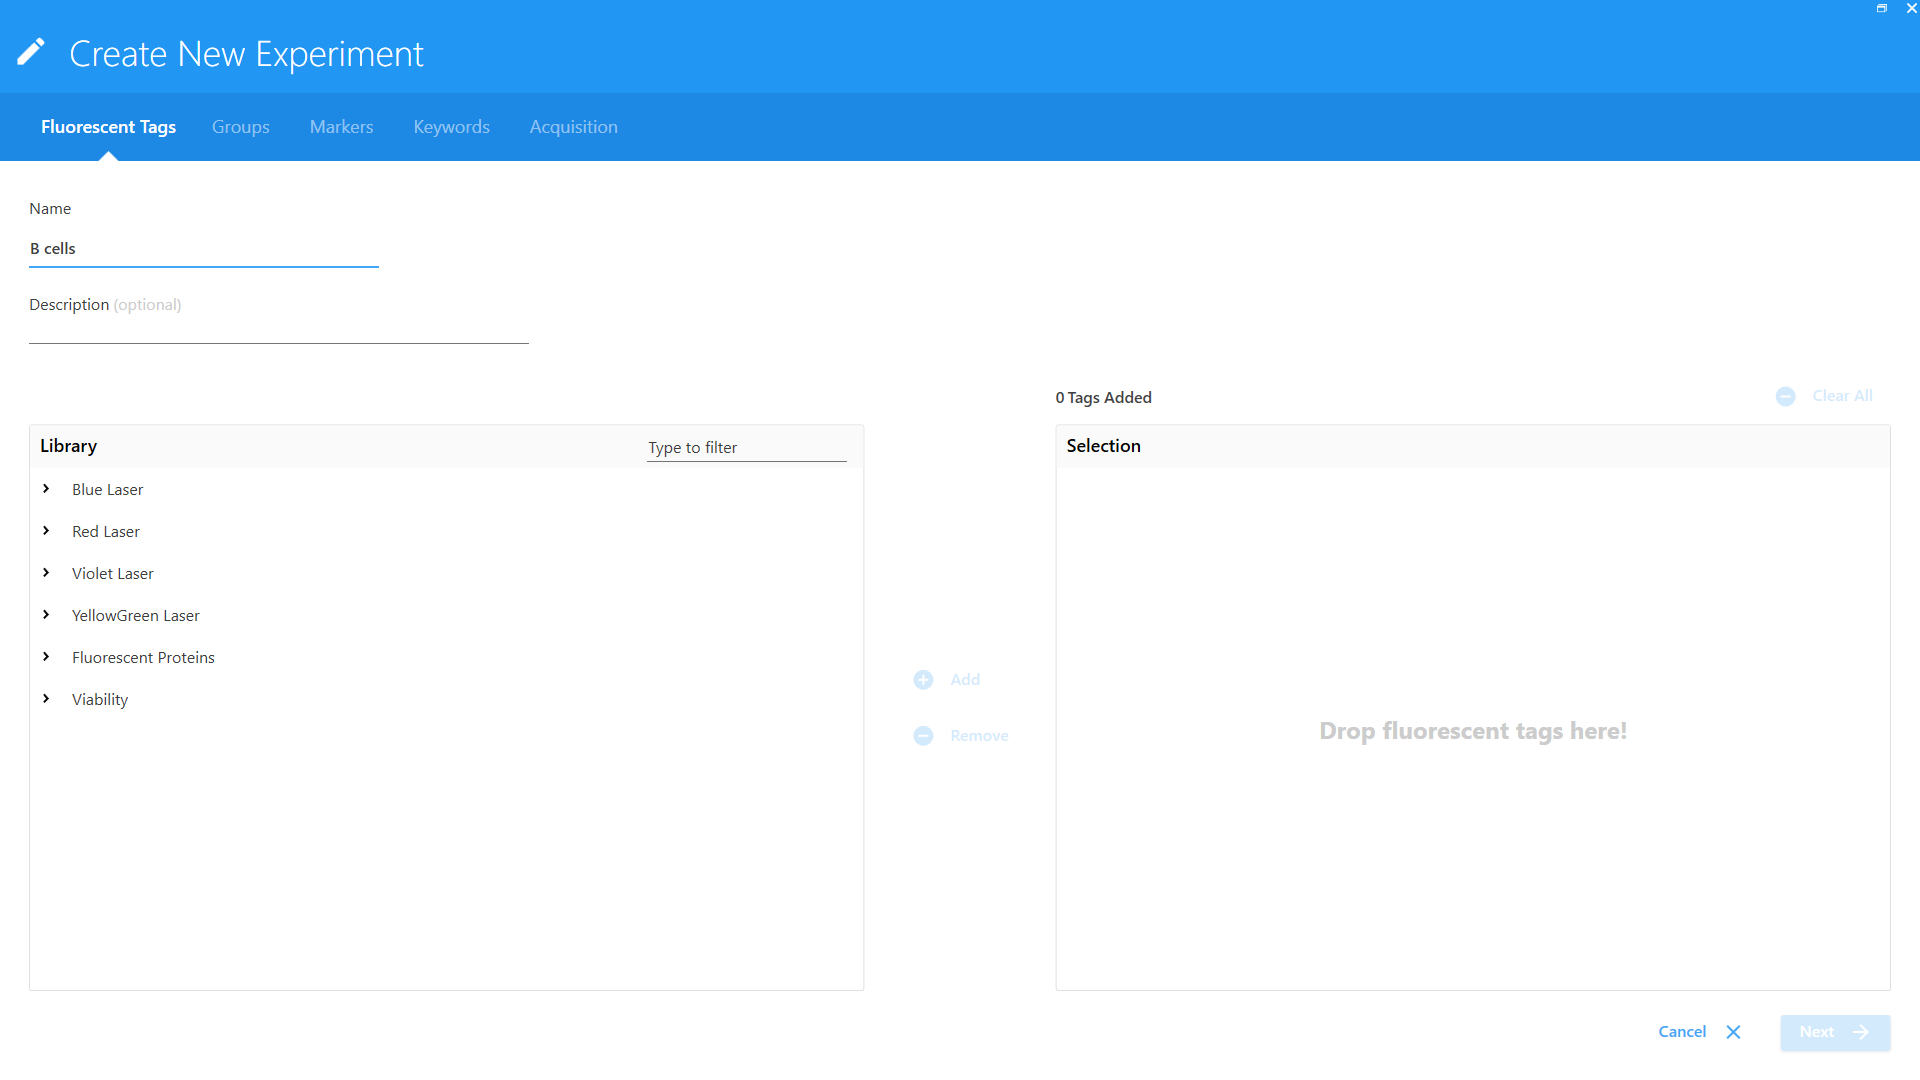 Create New Experiment
Fluorescent Tags Groups Markers Keywords Acquisition
Name
B cells
Description (optional)
0 Tags Added
Clear All
Library
Type to filter
Blue Laser
Red Laser
Violet Laser
YellowGreen Laser
Fluorescent Proteins
Viability
Add
Remove
Selection
Drop fluorescent tags here!
Cancel
Next